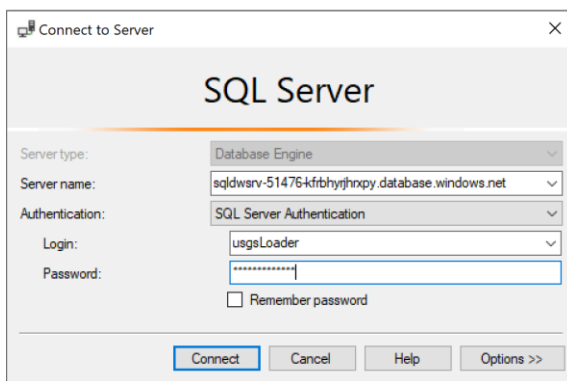 Connect to Server
SQL Server
Server type: Database Engine
Server name: sqldwsrv-51476-kfrbhyrjhrxpy.database.windows.net
Authentication: SQL Server Authentication
Login: usgsLoader
Password: *************
Remember password
Connect Cancel Help Options >>